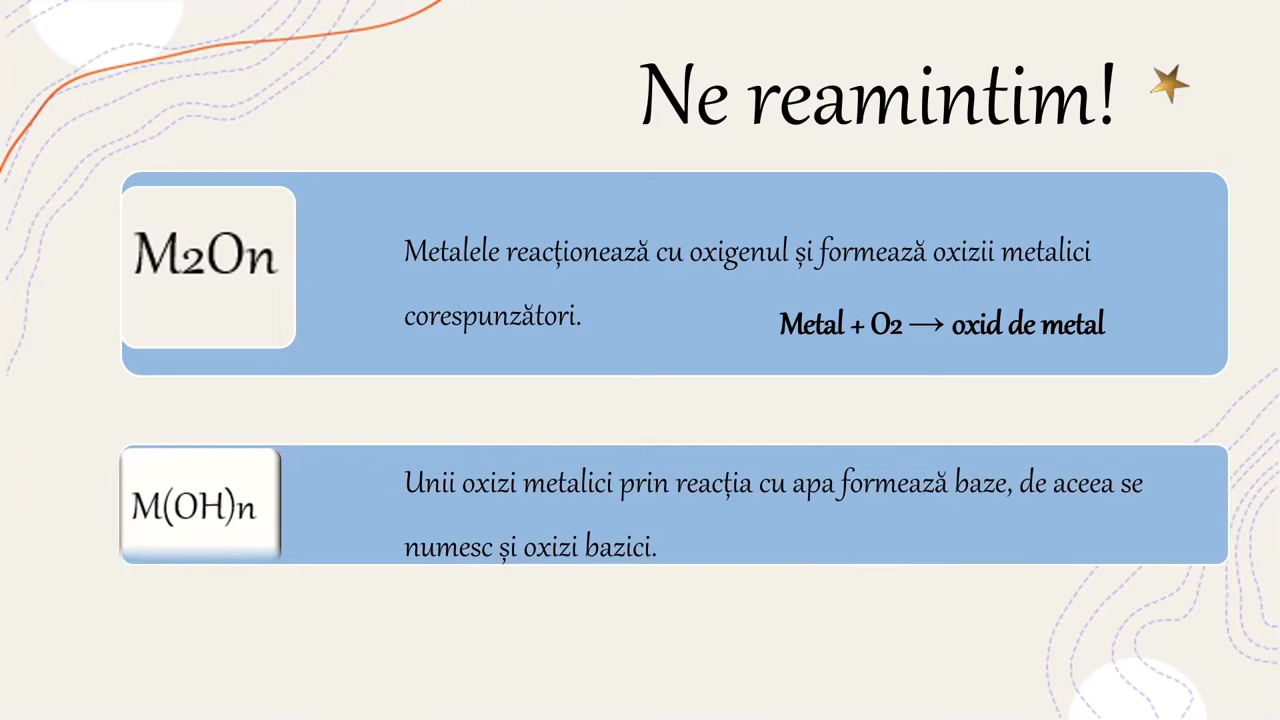 Ne reamintim!
M2On
Metalele reacționează cu oxigenul și formează oxizii metalici
corespunzători.
Metal + O2 ⟶ oxid de metal
M(OH)n
Unii oxizi metalici prin reacția cu apa formează baze, de aceea se
numesc și oxizi bazici.